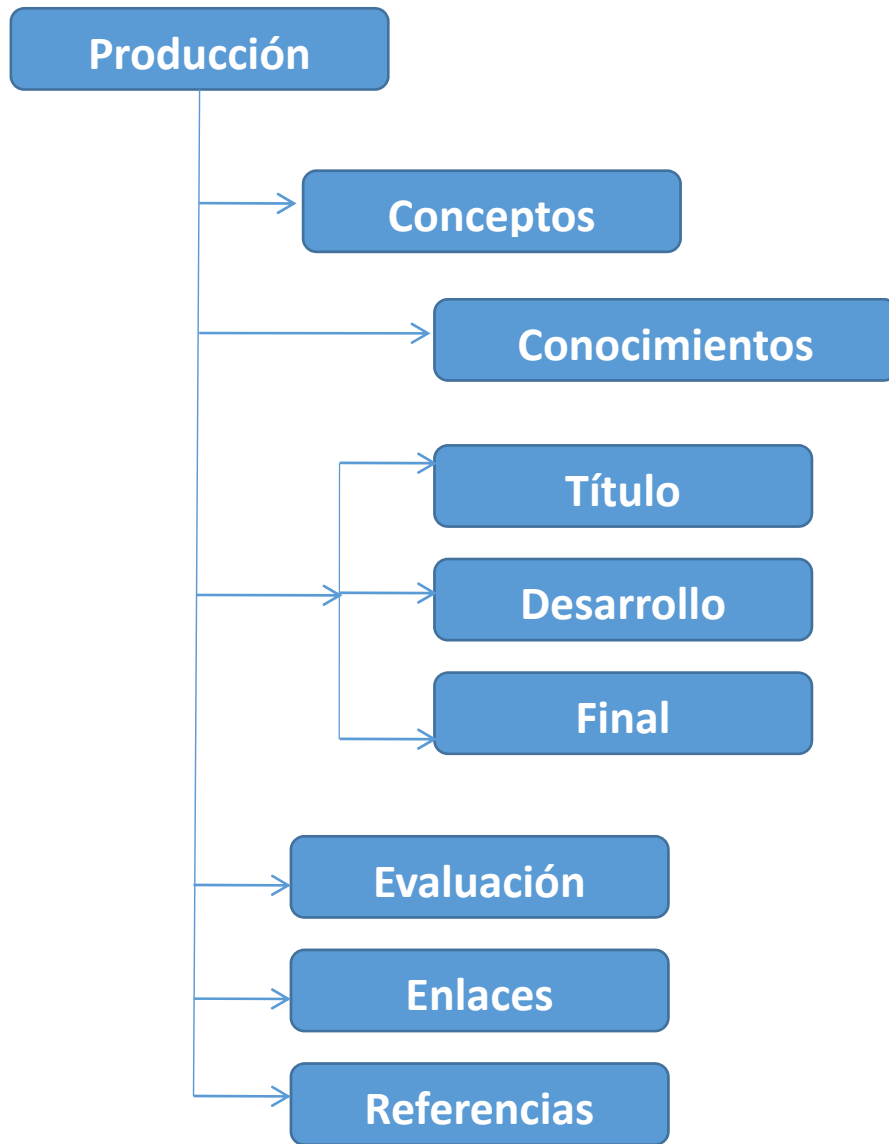 Producción
Conceptos
Conocimientos
Título
Desarrollo
Final
Evaluación
Enlaces
Referencias